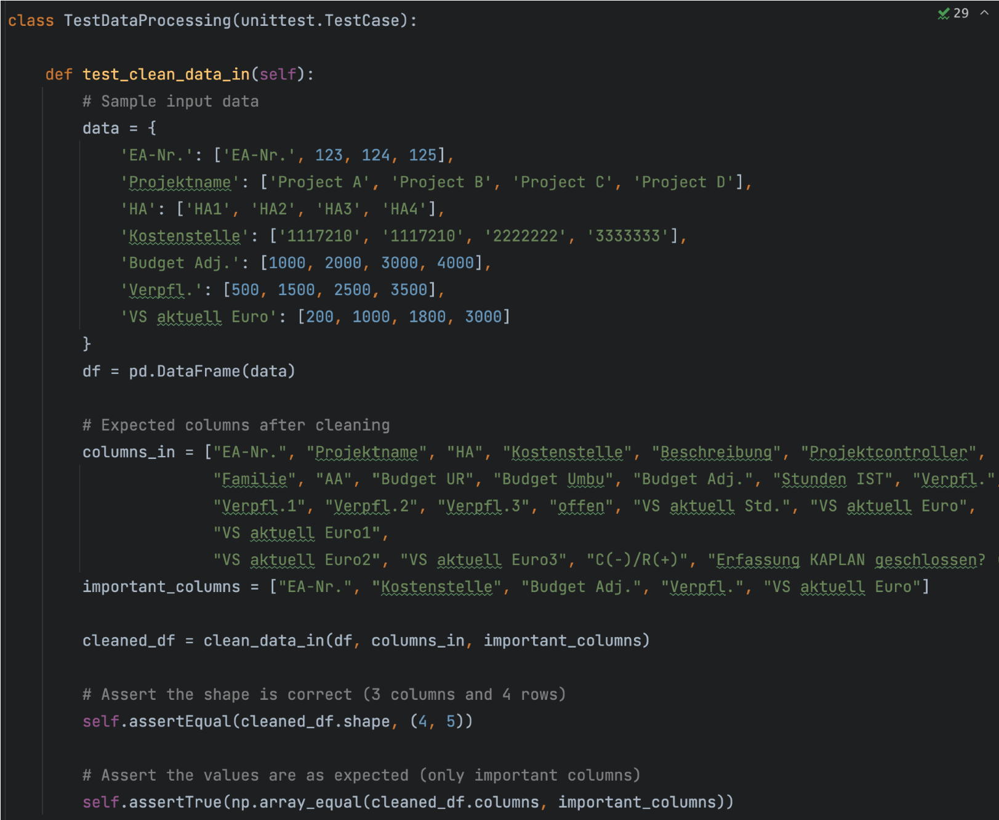 class TestDataProcessing(unittest.TestCase):
29
def test_clean_data_in(self):
# Sample input data
data = {
'EA-Nr.': ['EA-Nr.', 123, 124, 125],
'Projektname': ['Project A', 'Project B', 'Project C', 'Project D'],
'HA': ['HA1', 'HA2', 'HA3', 'HA4'],
'Kostenstelle': ['1117210', '1117210', '2222222', '3333333'],
'Budget Adj.': [1000, 2000, 3000, 4000],
'Verpfl.': [500, 1500, 2500, 3500],
'VS aktuell Euro': [200, 1000, 1800, 3000]
}
df = pd.DataFrame(data)
# Expected columns after cleaning
columns_in = ["EA-Nr.", "Projektname", "HA", "Kostenstelle", "Beschreibung", "Projektcontroller",
"Familie", "AA", "Budget UR", "Budget Umbu", "Budget Adj.", "Stunden IST", "Verpfl.",
"Verpfl.1", "Verpfl.2", "Verpfl.3", "offen", "VS aktuell Std.", "VS aktuell Euro",
"VS aktuell Euro1",
"VS aktuell Euro2", "VS aktuell Euro3", "C(-)/R(+)", "Erfassung KAPLAN geschlossen?
important_columns = ["EA-Nr.", "Kostenstelle", "Budget Adj.", "Verpfl.", "VS aktuell Euro"]
cleaned_df = clean_data_in(df, columns_in, important_columns)
# Assert the shape is correct (3 columns and 4 rows)
self.assertEqual(cleaned_df.shape, (4, 5))
# Assert the values are as expected (only important columns)
self.assertTrue(np.array_equal(cleaned_df.columns, important_columns))